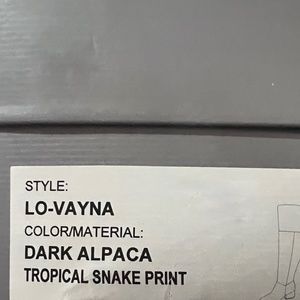 STYLE:
LO-VAYNA
COLOR/MATERIAL:
DARK ALPACA
TROPICAL SNAKE PRINT